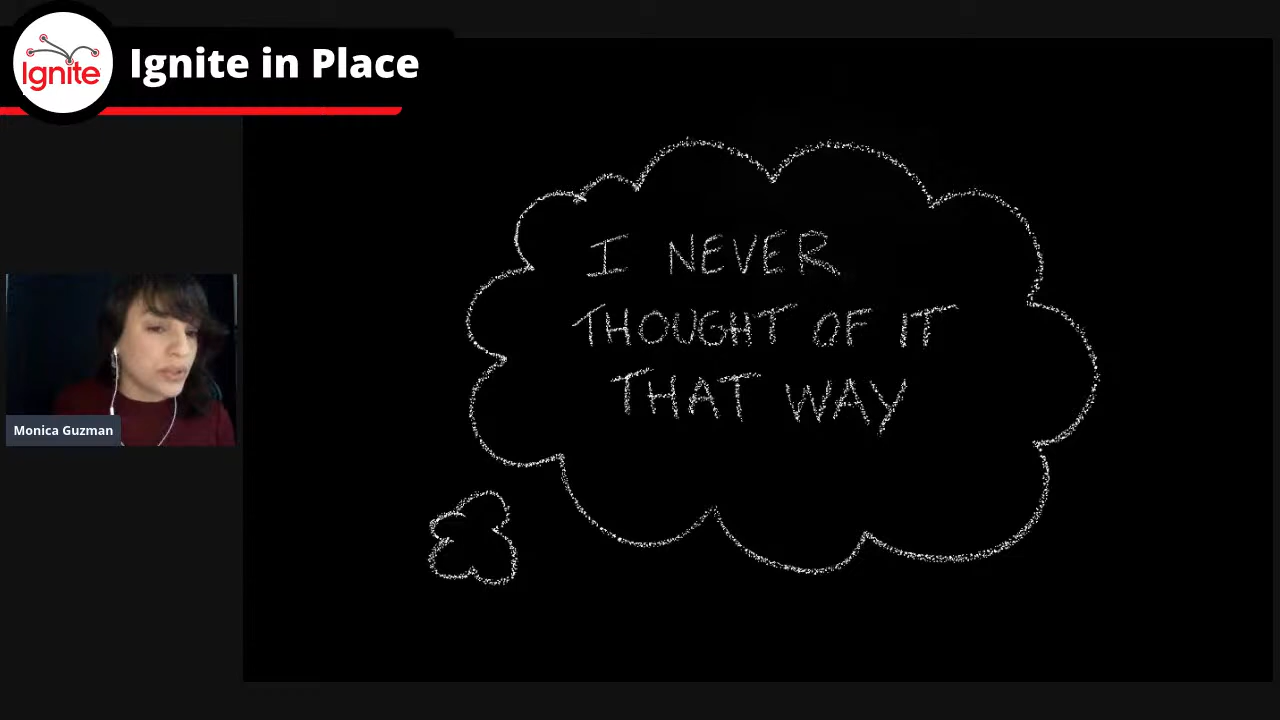 Ignite
Ignite in Place
I NEVER
THOUGHT OF IT
THAT WAY
Monica Guzman